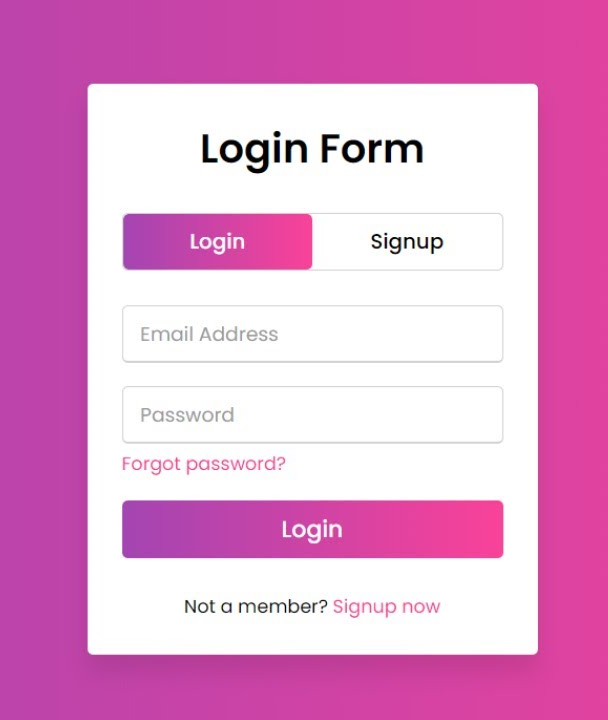 Login Form
Login Signup
Email Address
Password
Forgot password?
Login
Not a member? Signup now